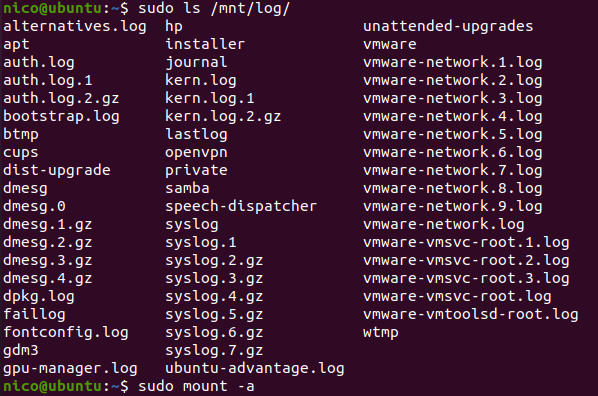 nico@ubuntu:~$ sudo ls /mnt/log/
alternatives.log  hp                    unattended-upgrades
apt               installer             vmware
auth.log          journal               vmware-network.1.log
auth.log.1        kern.log              vmware-network.2.log
auth.log.2.gz     kern.log.1            vmware-network.3.log
bootstrap.log     kern.log.2.gz         vmware-network.4.log
btmp              lastlog               vmware-network.5.log
cups              openvpn               vmware-network.6.log
dist-upgrade      private               vmware-network.7.log
dmesg             samba                 vmware-network.8.log
dmesg.0           speech-dispatcher     vmware-network.9.log
dmesg.1.gz        syslog                vmware-network.log
dmesg.2.gz        syslog.1              vmware-vmsvc-root.1.log
dmesg.3.gz        syslog.2.gz           vmware-vmsvc-root.2.log
dmesg.4.gz        syslog.3.gz           vmware-vmsvc-root.3.log
dpkg.log          syslog.4.gz           vmware-vmsvc-root.log
faillog           syslog.5.gz           vmware-vmtoolsd-root.log
fontconfig.log    syslog.6.gz           wtmp
gdm3              syslog.7.gz
gpu-manager.log   ubuntu-advantage.log
nico@ubuntu:~$ sudo mount -a